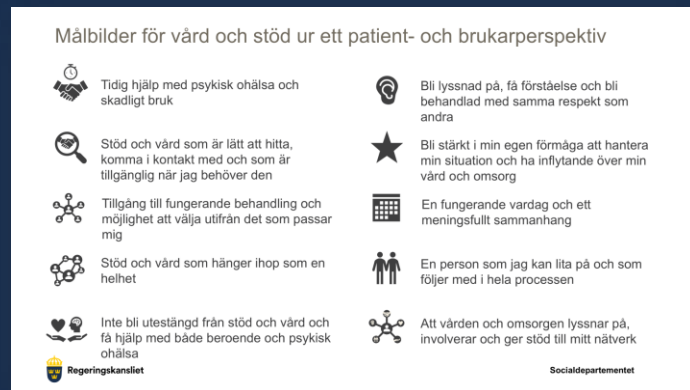 Målbilder för vård och stöd ur ett patient- och brukarperspektiv
Tidig hjälp med psykisk ohälsa och
skadligt bruk
Stöd och vård som är lätt att hitta,
komma i kontakt med och som är
tillgänglig när jag behöver den
Tillgång till fungerande behandling och
möjlighet att välja utifrån det som passar
mig
Stöd och vård som hänger ihop som en
helhet
Inte bli utestängd från stöd och vård och
få hjälp med både beroende och psykisk
ohälsa
Bli lyssnad på, få förståelse och bli
behandlad med samma respekt som
andra
Bli stärkt i min egen förmåga att hantera
min situation och ha inflytande över min
vård och omsorg
En fungerande vardag och ett
meningsfullt sammanhang
En person som jag kan lita på och som
följer med i hela processen
Att vården och omsorgen lyssnar på,
involverar och ger stöd till mitt nätverk
Regeringskansliet
Socialdepartementet